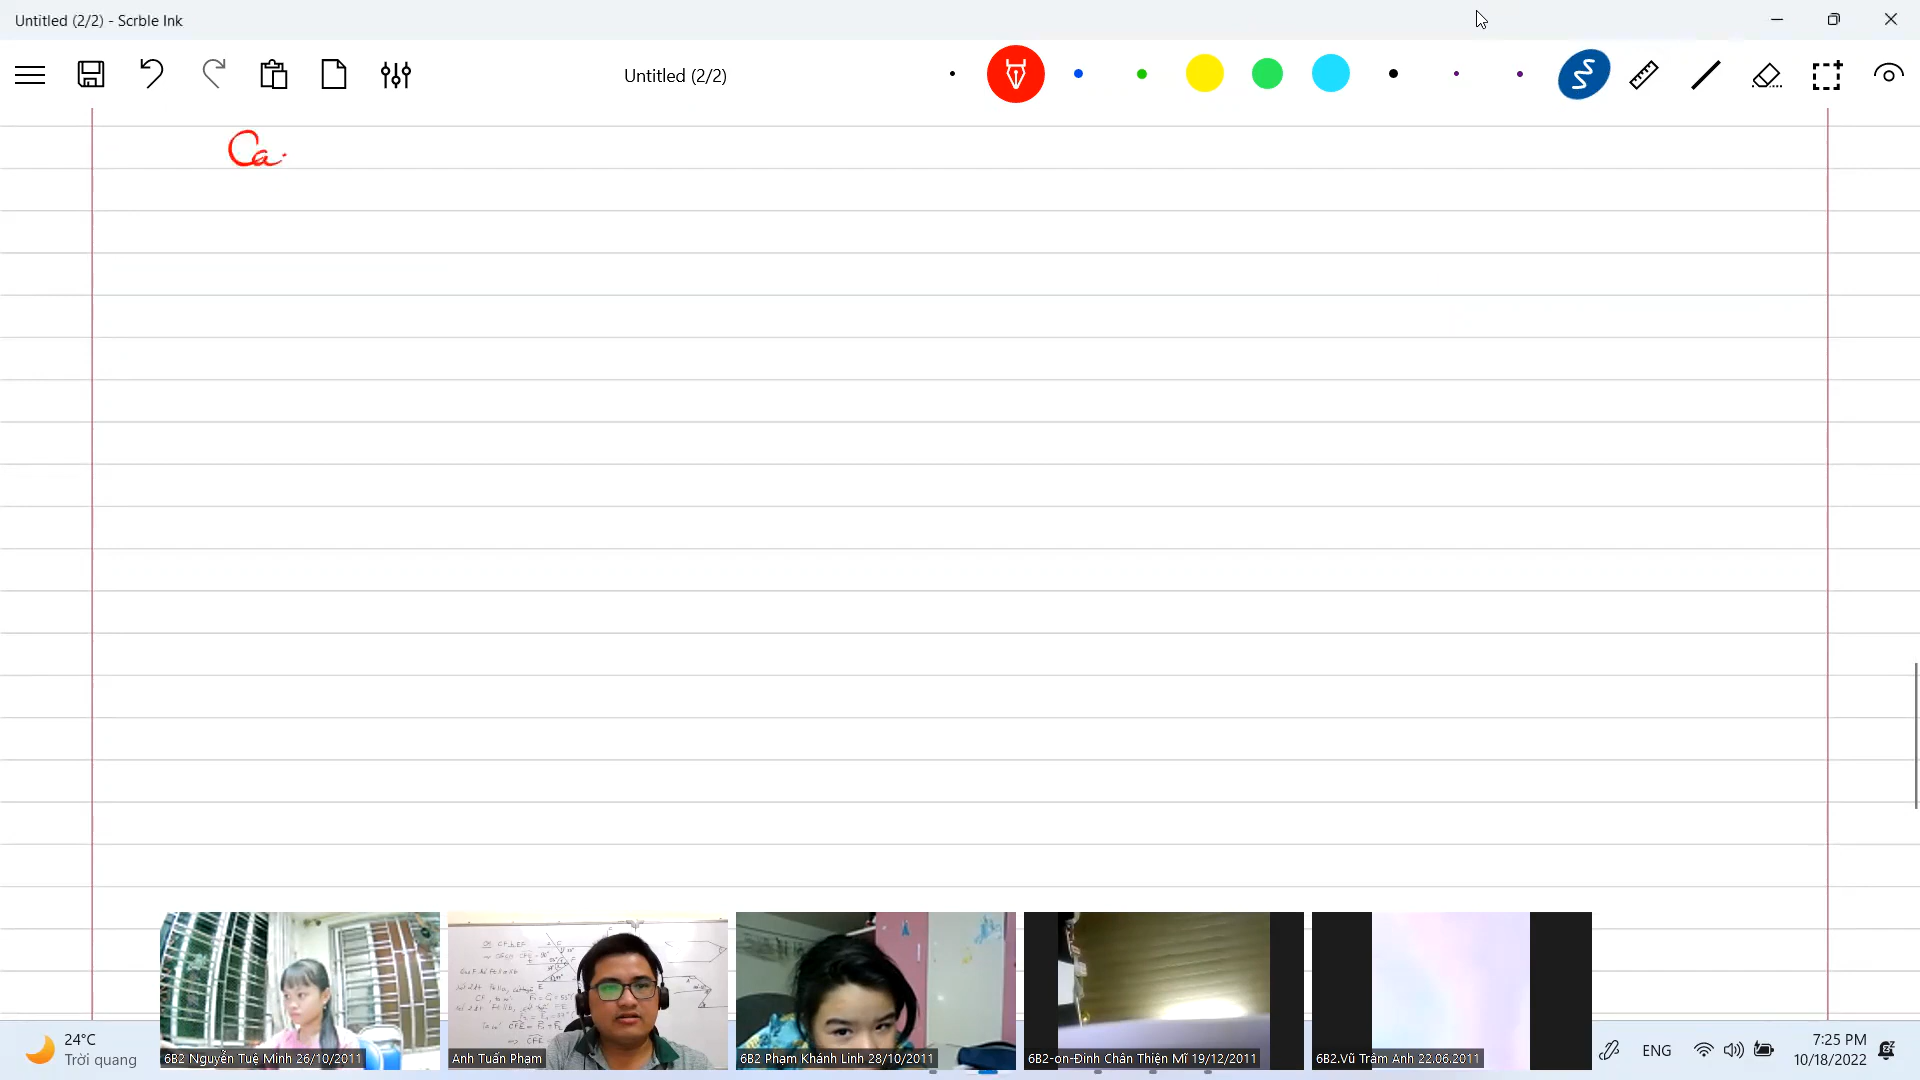 Untitled (2/2) - Scrble Ink
Untitled (2/2)
Ca.
24°C
Trời quang
6B2 Nguyễn Tuệ Minh 26/10/2011
Anh Tuấn Phạm
6B2 Phạm Khánh Linh 28/10/2011
6B2-on-Đinh Chân Thiện Mĩ 19/12/2011
6B2.Vũ Trâm Anh 22.06.2011
ENG
7:25 PM
10/18/2022